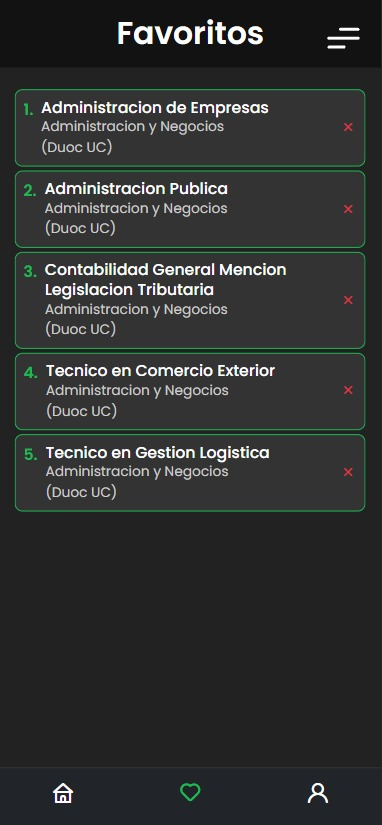 Favoritos
1. Administracion de Empresas
Administracion y Negocios
(Duoc UC)
2. Administracion Publica
Administracion y Negocios
(Duoc UC)
3. Contabilidad General Mencion
Legislacion Tributaria
Administracion y Negocios
(Duoc UC)
4. Tecnico en Comercio Exterior
Administracion y Negocios
(Duoc UC)
5. Tecnico en Gestion Logistica
Administracion y Negocios
(Duoc UC)